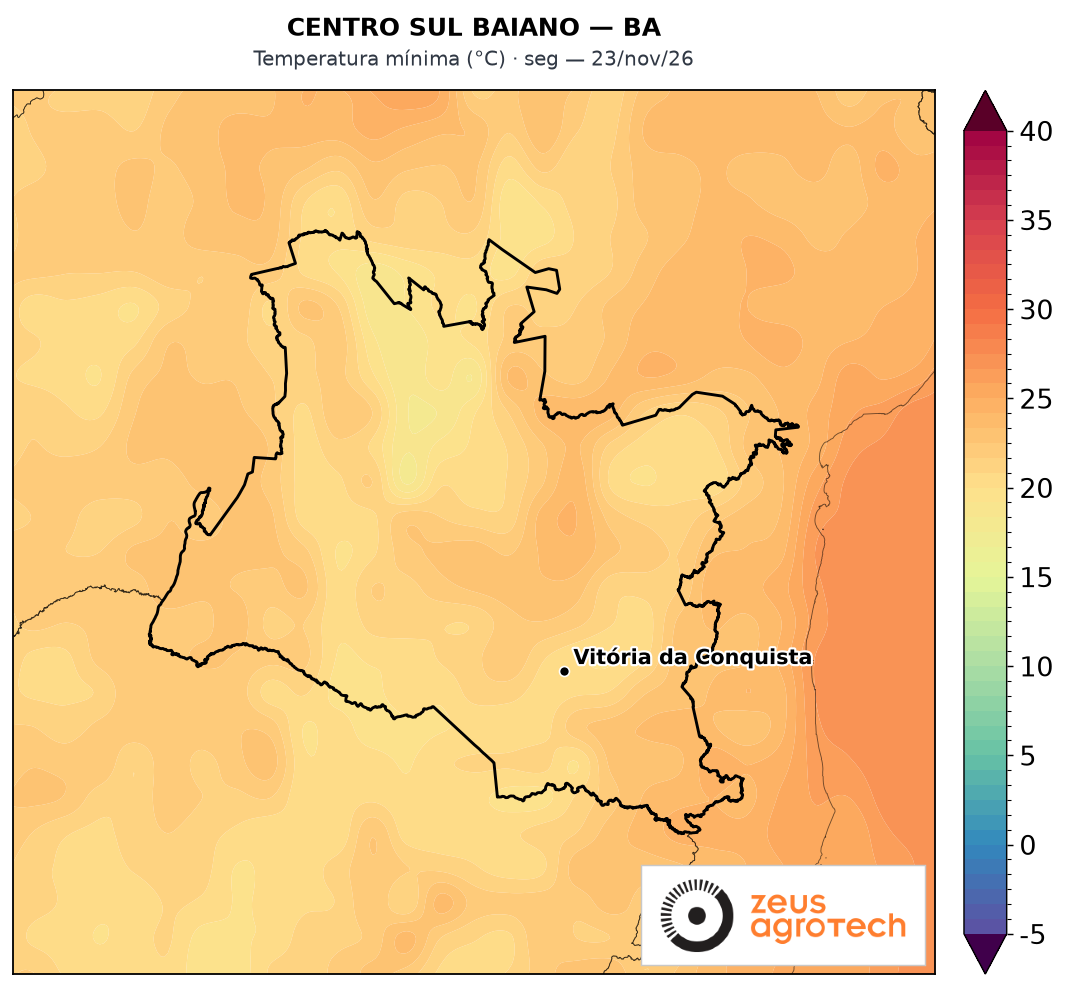 CENTRO SUL BAIANO — BA
Temperatura mínima (°C) · seg — 23/nov/26
40
35
30
25
20
15
10
5
0
-5
Vitória da Conquista
zeus
agrotech